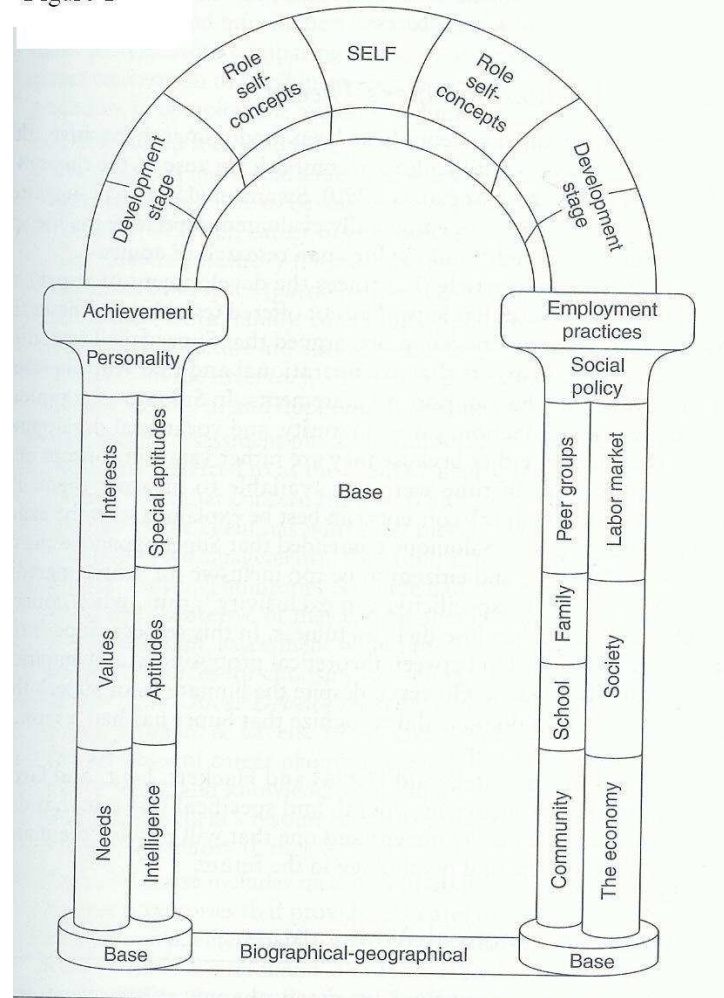 Role
self-
concepts
SELF
Role
self-
concepts
Development
stage
Development
stage
Achievement
Personality
Employment
practices
Social
policy
Base
Interests
Special aptitudes
Values
Aptitudes
Needs
Intelligence
Peer groups
Labor market
Family
School
Society
Community
The economy
Base
Biographical-geographical
Base